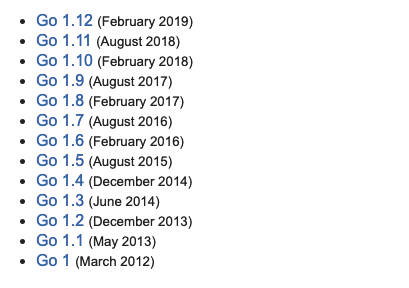 Go 1.12 (February 2019)
Go 1.11 (August 2018)
Go 1.10 (February 2018)
Go 1.9 (August 2017)
Go 1.8 (February 2017)
Go 1.7 (August 2016)
Go 1.6 (February 2016)
Go 1.5 (August 2015)
Go 1.4 (December 2014)
Go 1.3 (June 2014)
Go 1.2 (December 2013)
Go 1.1 (May 2013)
Go 1 (March 2012)